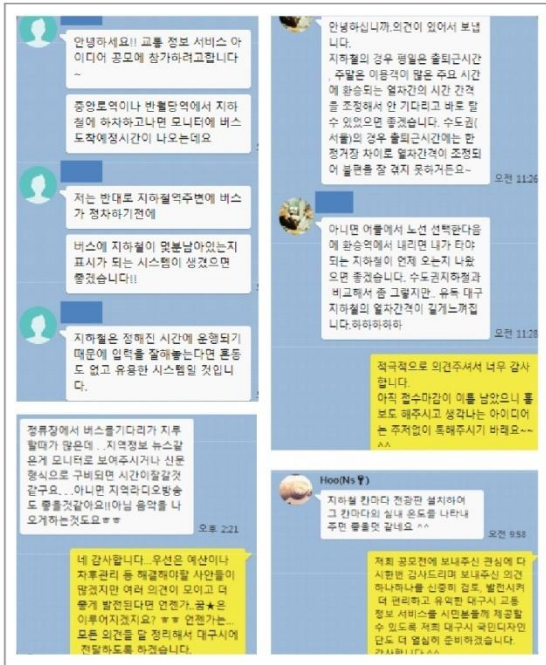 안녕하세요!! 교통 정보 서비스 아
이디어 공모에 참가하려고합니다
~
중앙로역이나 반월당역에서 지하
철에 하차하고나면 모니터에 버스
도착예정시간이 나오는데요
저는 반대로 지하철역주변에 버스
가 정차하기전에
버스에 지하철이 몇분남아있는지
표시가 되는 시스템이 생겼으면
좋겠습니다!!
지하철은 정해진 시간에 운행되기
때문에 입력을 잘해놓는다면 혼동
도 없고 유용한 시스템일 것입니
다.
정류장에서 버스를기다리가 지루
할때가 많은데..지역정보 뉴스같
은게 모니터로 보여주시거나 신문
형식으로 구비되면 시간이잘갈것
같구요...아니면 지역라디오방송
도 좋을것같아요!!아님 음악을 나
오게하는것도요ㅎㅎ
오후 2:21
네 감사합니다...우선은 예산이나
차후관리 등 해결해야할 사안들이
많겠지만 여러 의견이 모이고 더
좋게 발전된다면 언젠가..꿈★은
이루어지겠지요? ㅎㅎ 언젠가는...
모든 의견들 잘 정리해서 대구시에
전달하도록 하겠습니다.
안녕하십니까.의견이 있어서 보냅
니다.
지하철의 경우 평일은 출퇴근시간
, 주말은 이용객이 많은 주요 시간
에 환승되는 열차간의 시간 간격
을 조정해서 안 기다리고 바로 탈
수 있었으면 좋겠습니다. 수도권(
서울)의 경우 출퇴근시간에는 한
정거장 차이로 열차간격이 조정되
어 불편을 잘 겪지 못하거든요~
오전 11:26
아니면 어플에서 노선 선택한다음
에 환승역에서 내리면 내가 타야
되는 지하철이 언제 오는지 나왔
으면 좋겠습니다. 수도권지하철과
비교해서 좀 그렇지만.. 유독 대구
지하철의 열차간격이 길게느껴집
니다.하하하하하
오전 11:28
적극적으로 의견주셔서 너무 감사
합니다.
아직 접수마감이 이틀 남았으니 홍
보도 해주시고 생각나는 아이디어
는 주저없이 톡해주시기 바래요~~
^^
Hoo(Ns)
지하철 칸마다 전광판 설치하여
그 칸마다의 실내 온도를 나타내
주면 좋을것 같네요 ^^
오전 9:58
저희 공모전에 보내주신 관심에 다
시한번 감사드리며 보내주신 의견
하나하나를 신중히 검토, 발전시켜
더 편리하고 유익한 대구시 교통
정보 서비스를 시민분들께 제공할
수 있도록 저희 대구시 국민디자인
단도 더 열심히 준비하겠습니다.
감사합니다 ^^